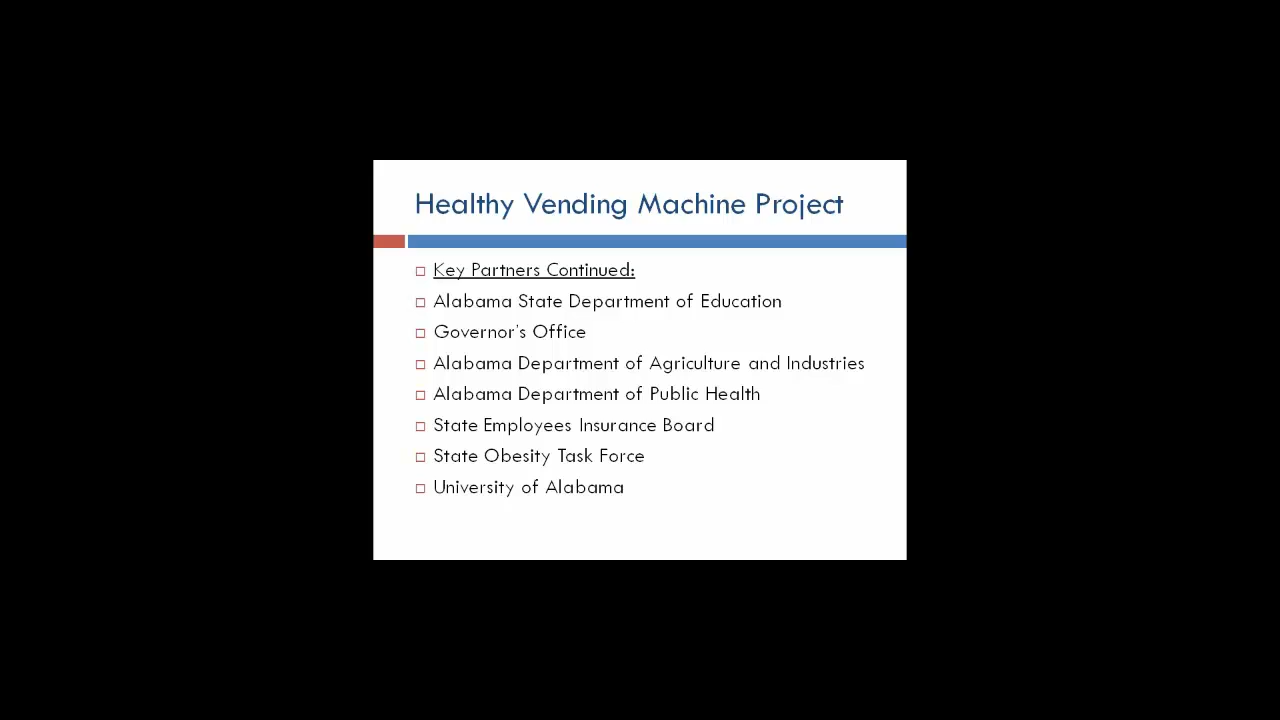 Healthy Vending Machine Project
Key Partners Continued:
Alabama State Department of Education
Governor's Office
Alabama Department of Agriculture and Industries
Alabama Department of Public Health
State Employees Insurance Board
State Obesity Task Force
University of Alabama